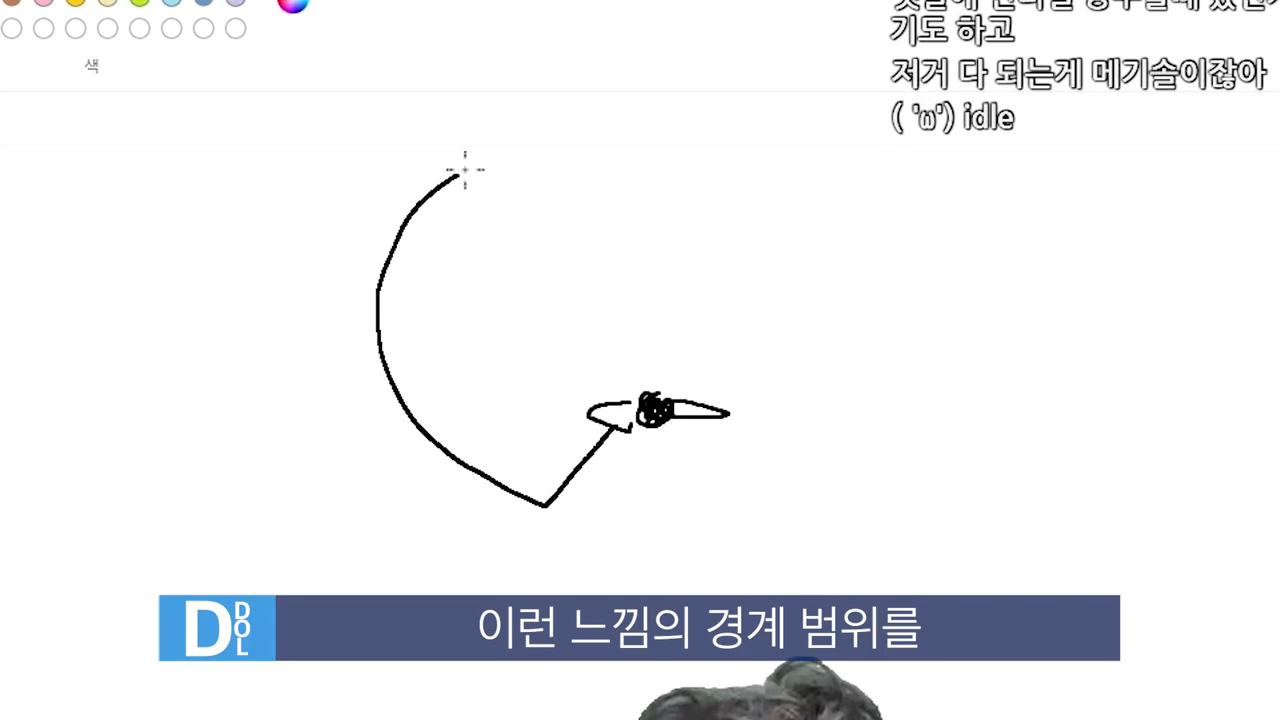 기도 하고
저거 다 되는게 메기솔이잖아
( 'ω') idle
색
D DOL
이런 느낌의 경계 범위를